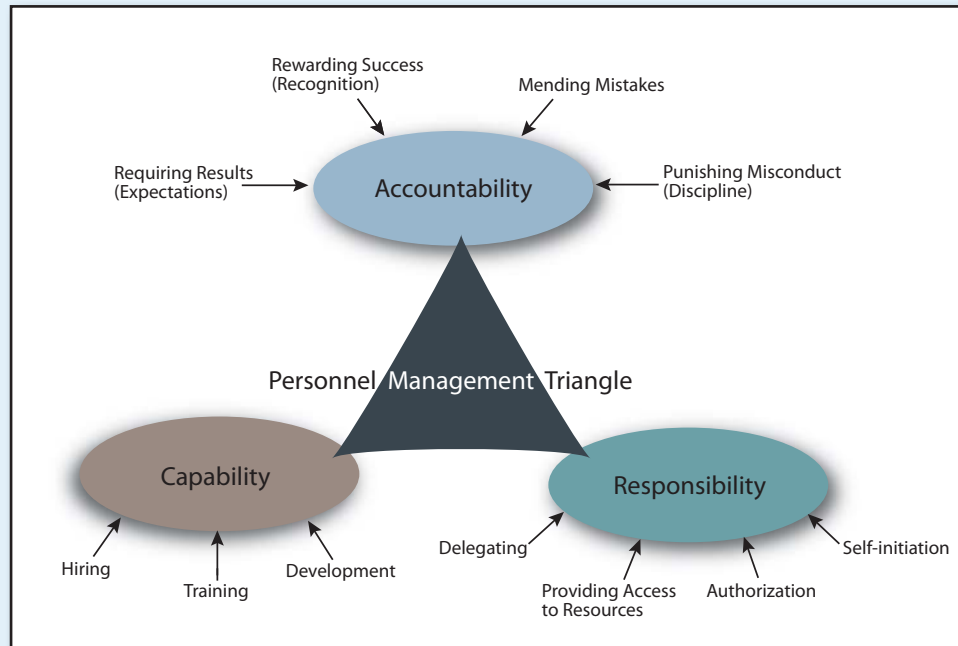 Rewarding Success
(Recognition)
Mending Mistakes
Requiring Results
(Expectations)
Accountability
Punishing Misconduct
(Discipline)
Personnel Management Triangle
Capability
Responsibility
Hiring
Training
Development
Delegating
Providing Access
to Resources
Authorization
Self-initiation